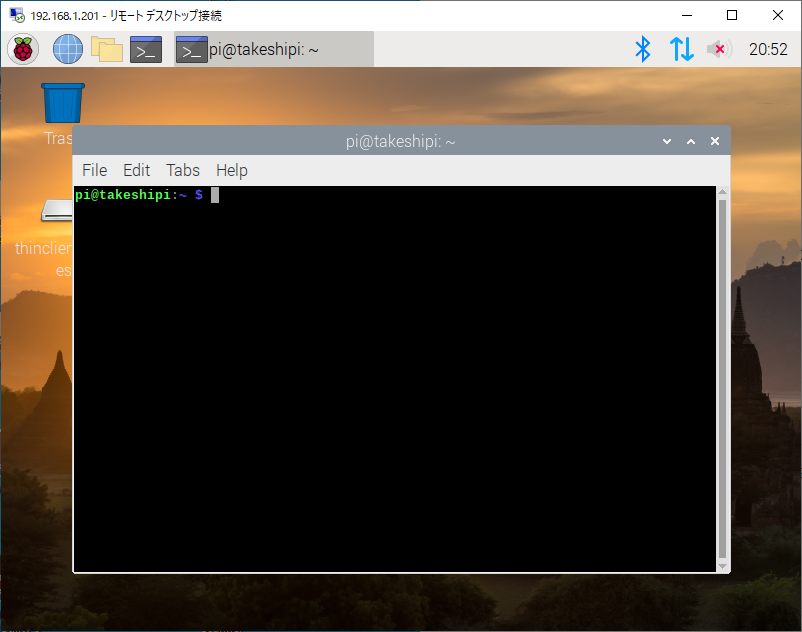 192.168.1.201 - リモート デスクトップ接続
pi@takeshipi: ~
20:52
Tras
pi@takeshipi: ~
File Edit Tabs Help
pi@takeshipi:~ $
thinclien
es